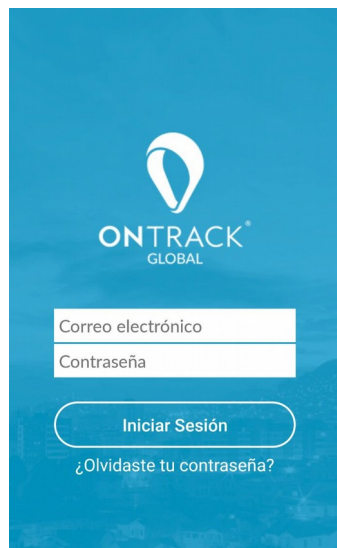 ONTRACK®
GLOBAL
Correo electrónico
Contraseña
Iniciar Sesión
¿Olvidaste tu contraseña?